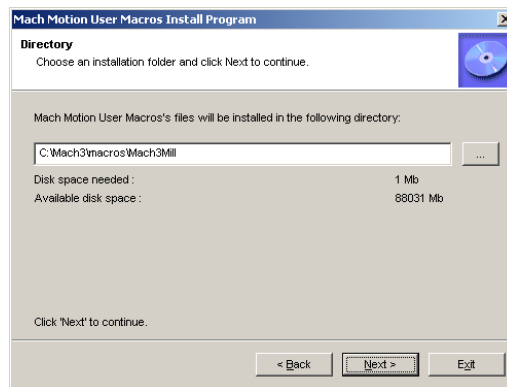 Mach Motion User Macros Install Program
Directory
Choose an installation folder and click Next to continue.
Mach Motion User Macros's files will be installed in the following directory:
C:\Mach3\macros\Mach3Mill
...
Disk space needed : 1 Mb
Available disk space : 88031 Mb
Click 'Next' to continue.
< Back Next > Exit